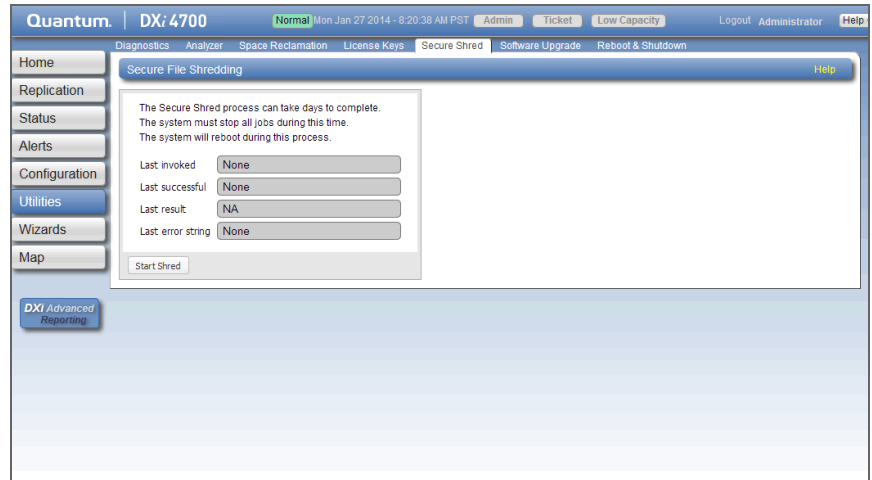 Quantum. DXi 4700 Normal Mon Jan 27 2014 - 8:20:38 AM PST Admin Ticket Low Capacity Logout Administrator Help
Diagnostics Analyzer Space Reclamation License Keys Secure Shred Software Upgrade Reboot & Shutdown
Home
Replication
Status
Alerts
Configuration
Utilities
Wizards
Map
DXi Advanced
Reporting
Secure File Shredding Help
The Secure Shred process can take days to complete.
The system must stop all jobs during this time.
The system will reboot during this process.
Last invoked None
Last successful None
Last result NA
Last error string None
Start Shred